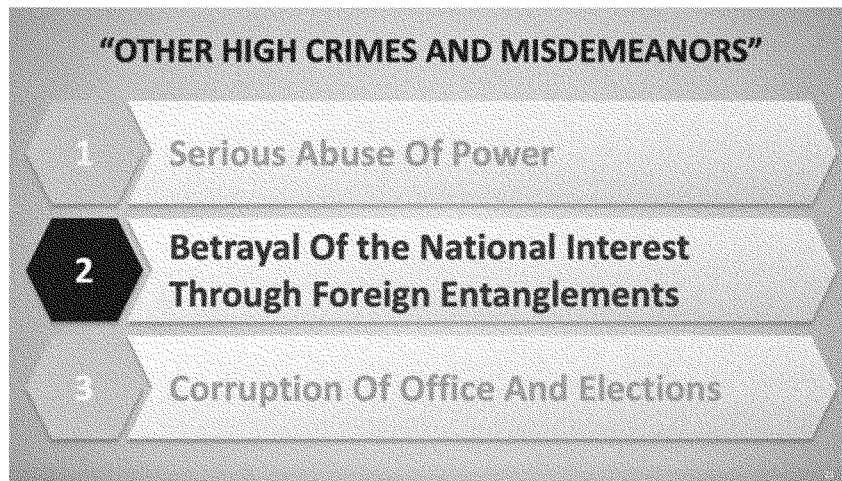 “OTHER HIGH CRIMES AND MISDEMEANORS”
1
Serious Abuse Of Power
2
Betrayal Of the National Interest
Through Foreign Entanglements
3
Corruption Of Office And Elections